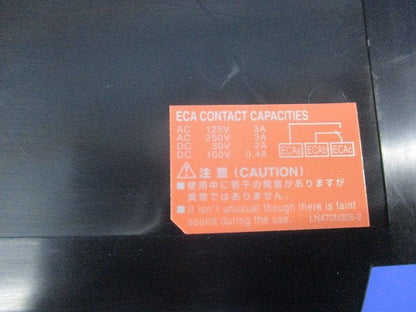 ECA CONTACT CAPACITIES
AC 125V 3A
AC 250V 3A
DC 30V 2A
DC 100V 0.4A
ECAa ECAb ECAc
⚠注意(CAUTION)
■使用中に若干の発音がありますが
異常ではありません。
■It isn't unusual though there is faint
sound during the use.
LN470N926-2